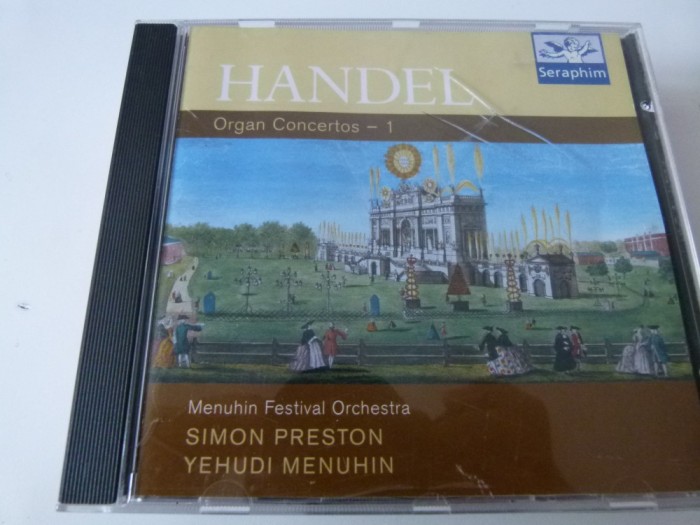 HANDEL
Seraphim
Organ Concertos – 1
Menuhin Festival Orchestra
SIMON PRESTON
YEHUDI MENUHIN